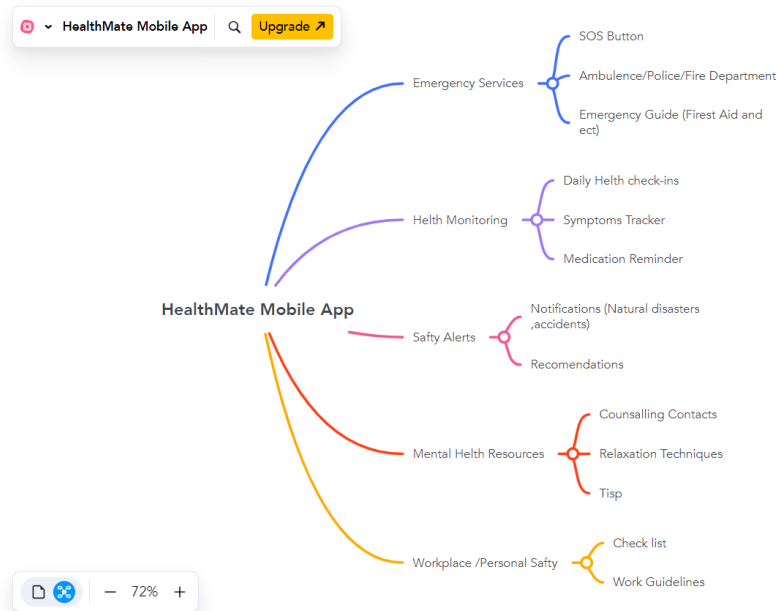 HealthMate Mobile App
Upgrade
SOS Button
Emergency Services
Ambulence/Police/Fire Department
Emergency Guide (Firest Aid and
ect)
Daily Helth check-ins
Helth Monitoring
Symptoms Tracker
Medication Reminder
HealthMate Mobile App
Notifications (Natural disasters
,accidents)
Safty Alerts
Recomendations
Counsalling Contacts
Mental Helth Resources
Relaxation Techniques
Tisp
Check list
Workplace /Personal Safty
Work Guidelines
72%